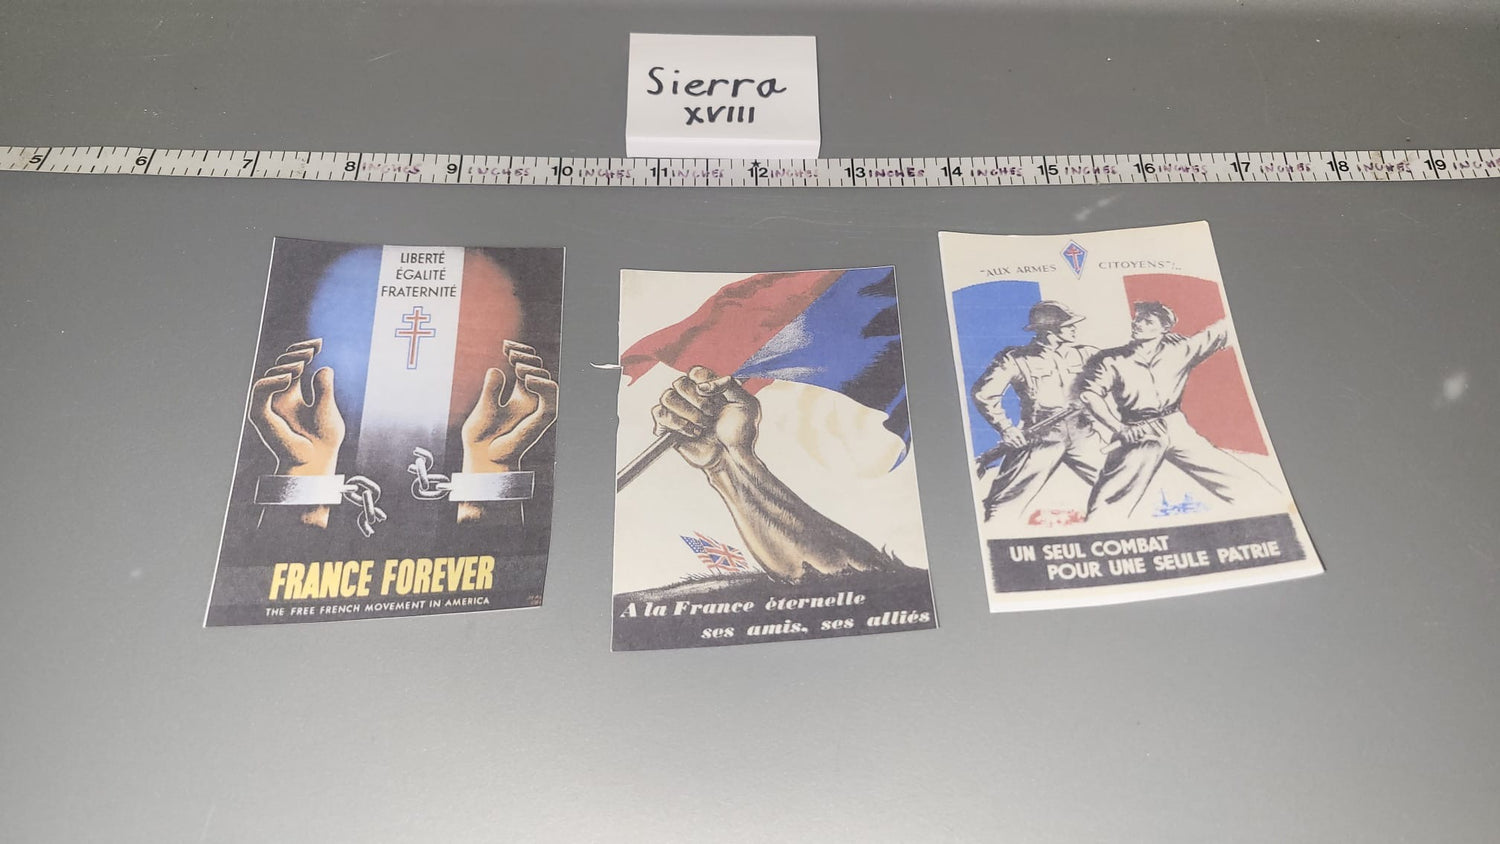 Sierra
XVIII
5 6 7 8 INCHES 9 INCHES 10 INCHES 11 INCHES 12 INCHES 13 INCHES 14 INCHES 15 INCHES 16 INCHES 17 INCHES 18 INCHES 19 INCHES
LIBERTÉ
ÉGALITÉ
FRATERNITÉ
FRANCE FOREVER
THE FREE FRENCH MOVEMENT IN AMERICA
A la France éternelle
ses amis, ses alliés
"AUX ARMES CITOYENS"!..
UN SEUL COMBAT
POUR UNE SEULE PATRIE